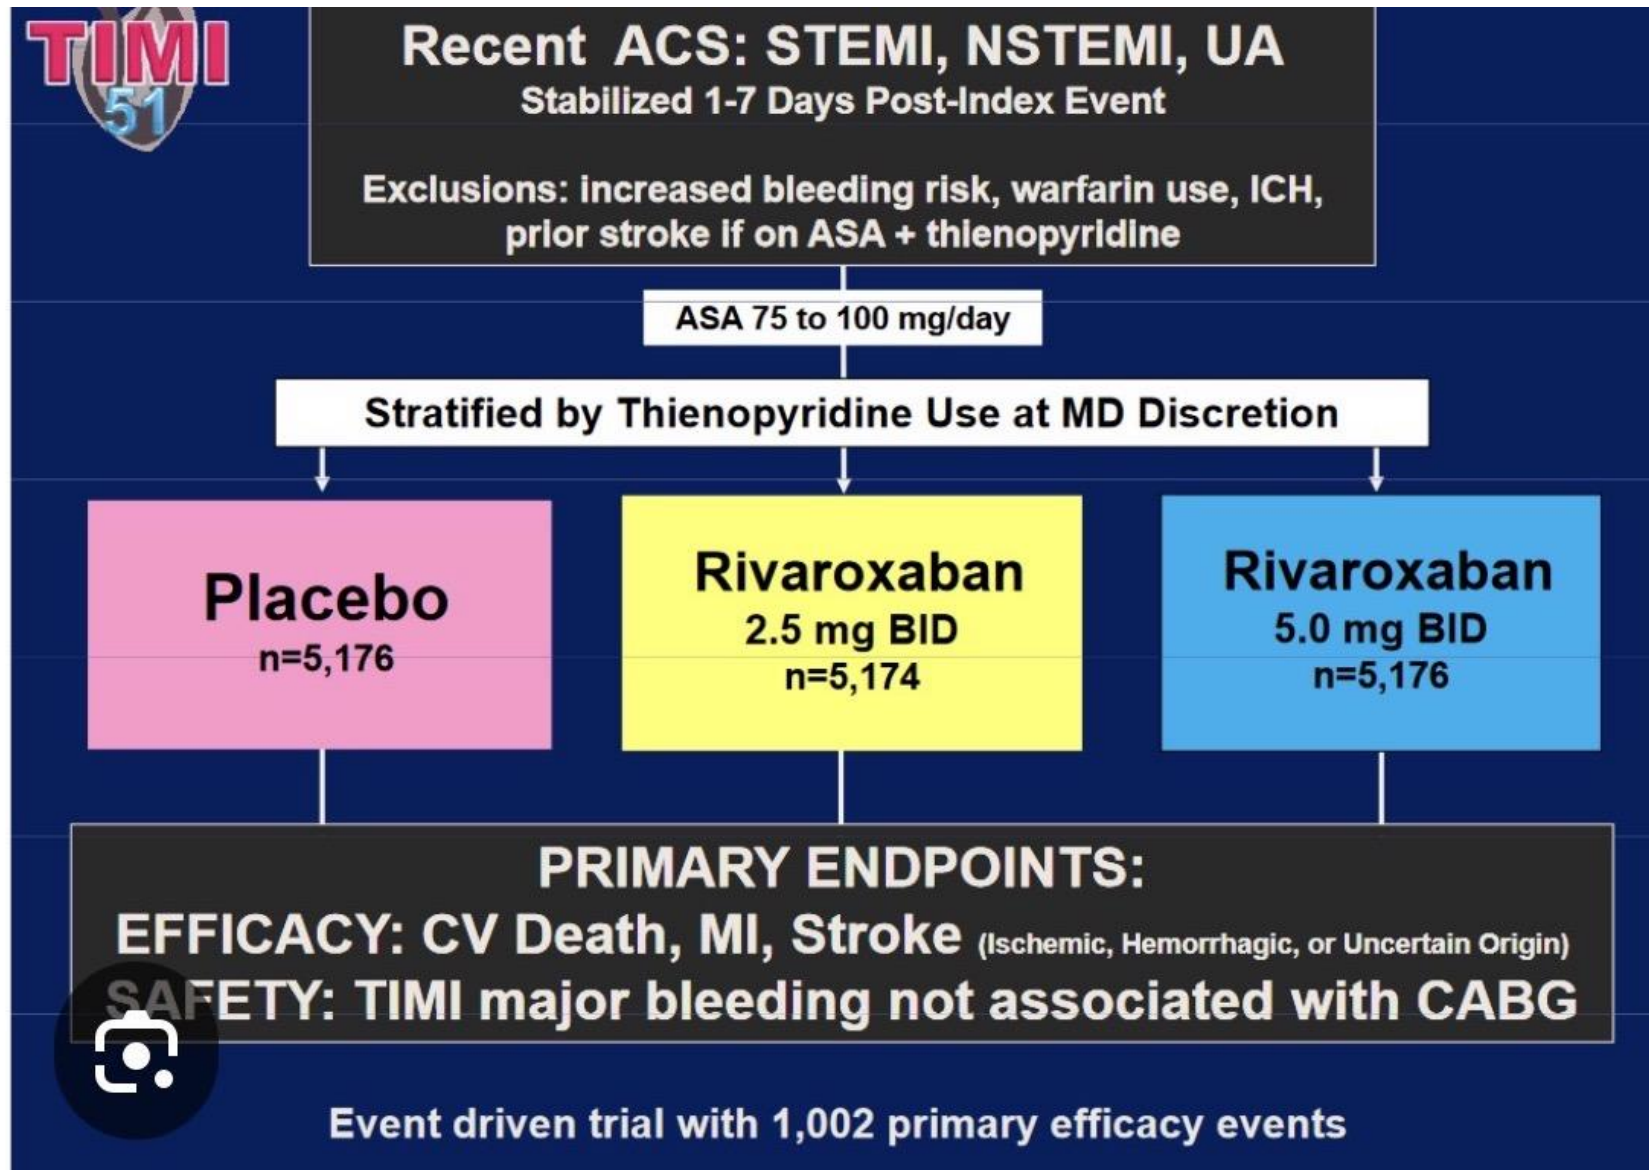 TIMI
51
Recent ACS: STEMI, NSTEMI, UA
Stabilized 1-7 Days Post-Index Event
Exclusions: increased bleeding risk, warfarin use, ICH,
prior stroke if on ASA + thienopyridine
ASA 75 to 100 mg/day
Stratified by Thienopyridine Use at MD Discretion
Placebo
n=5,176
Rivaroxaban
2.5 mg BID
n=5,174
Rivaroxaban
5.0 mg BID
n=5,176
PRIMARY ENDPOINTS:
EFFICACY: CV Death, MI, Stroke (Ischemic, Hemorrhagic, or Uncertain Origin)
SAFETY: TIMI major bleeding not associated with CABG
Event driven trial with 1,002 primary efficacy events